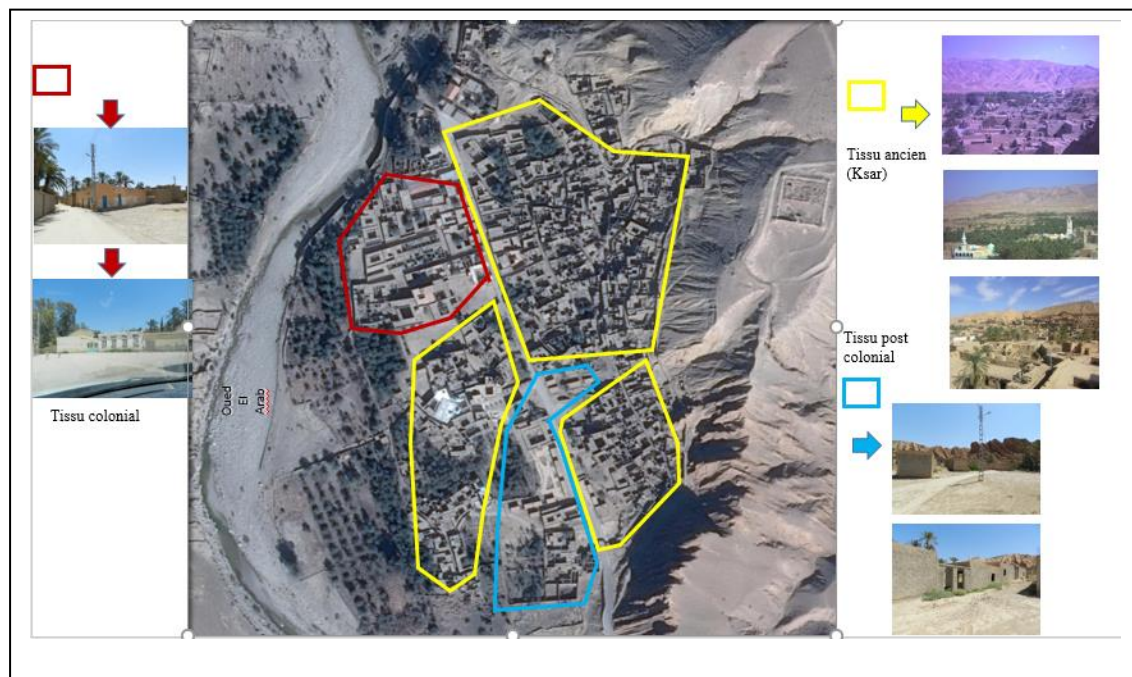 Tissu colonial
Oued
El
Arab
Tissu ancien
(Ksar)
Tissu post
colonial